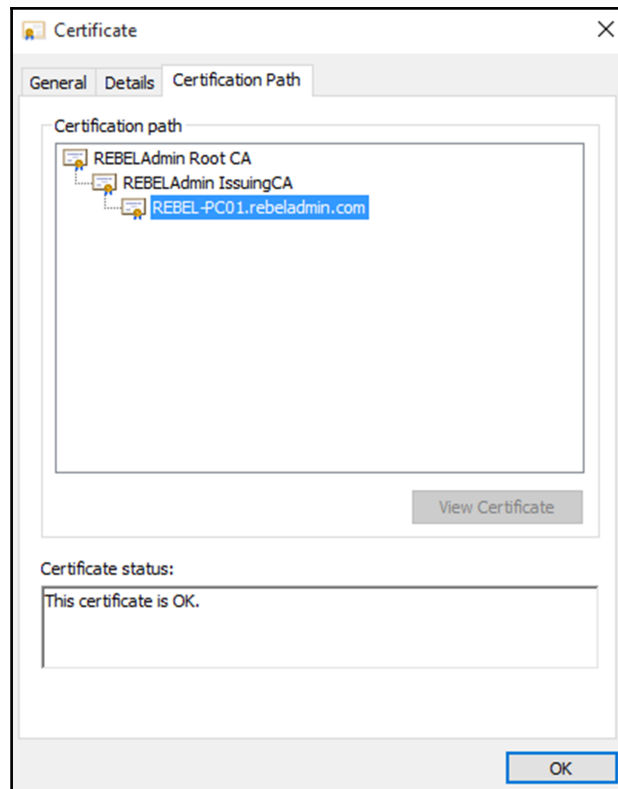 Certificate
General Details Certification Path
Certification path
REBELAdmin Root CA
REBELAdmin IssuingCA
REBEL-PC01.rebeladmin.com
View Certificate
Certificate status:
This certificate is OK.
OK